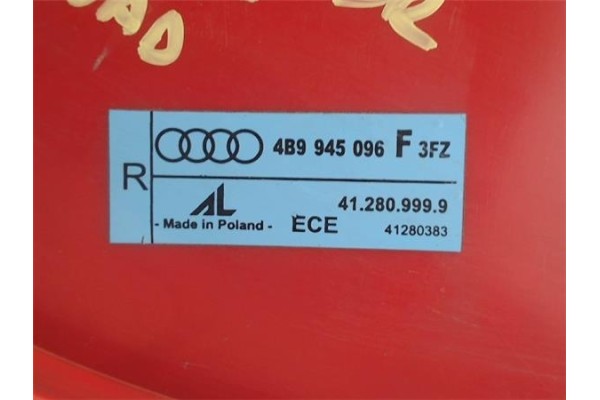 R
4B9 945 096 F 3FZ
AL
41.280.999.9
- Made in Poland - ECE 41280383